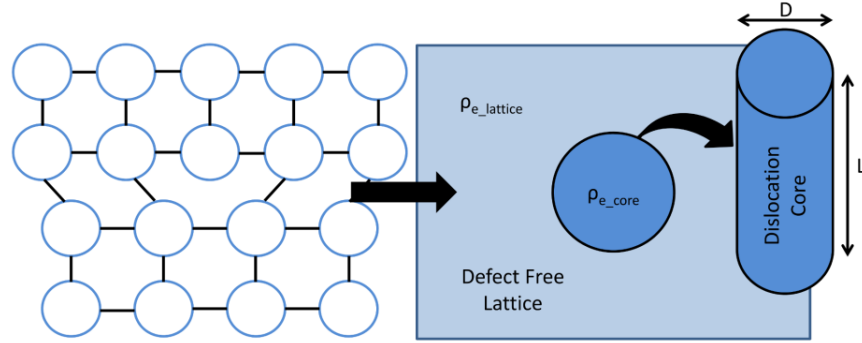 D
ρe_lattice
ρe_core
L
Dislocation
Core
Defect Free
Lattice